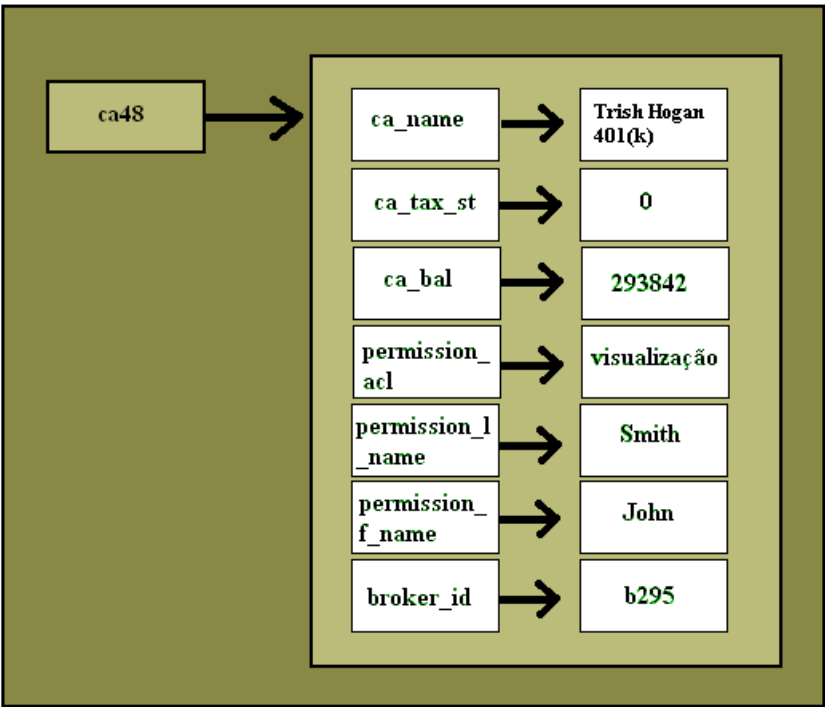 ca48
ca_name
Trish Hogan
401(k)
ca_tax_st
0
ca_bal
293842
permission_
acl
visualização
permission_l
_name
Smith
permission_
f_name
John
broker_id
b295